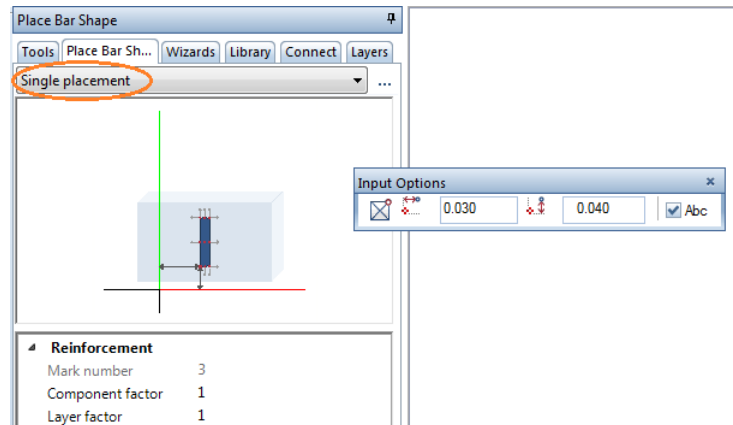 Place Bar Shape
Tools Place Bar Sh... Wizards Library Connect Layers
Single placement ...
Input Options
0.030 0.040 Abc
Reinforcement
Mark number 3
Component factor 1
Layer factor 1